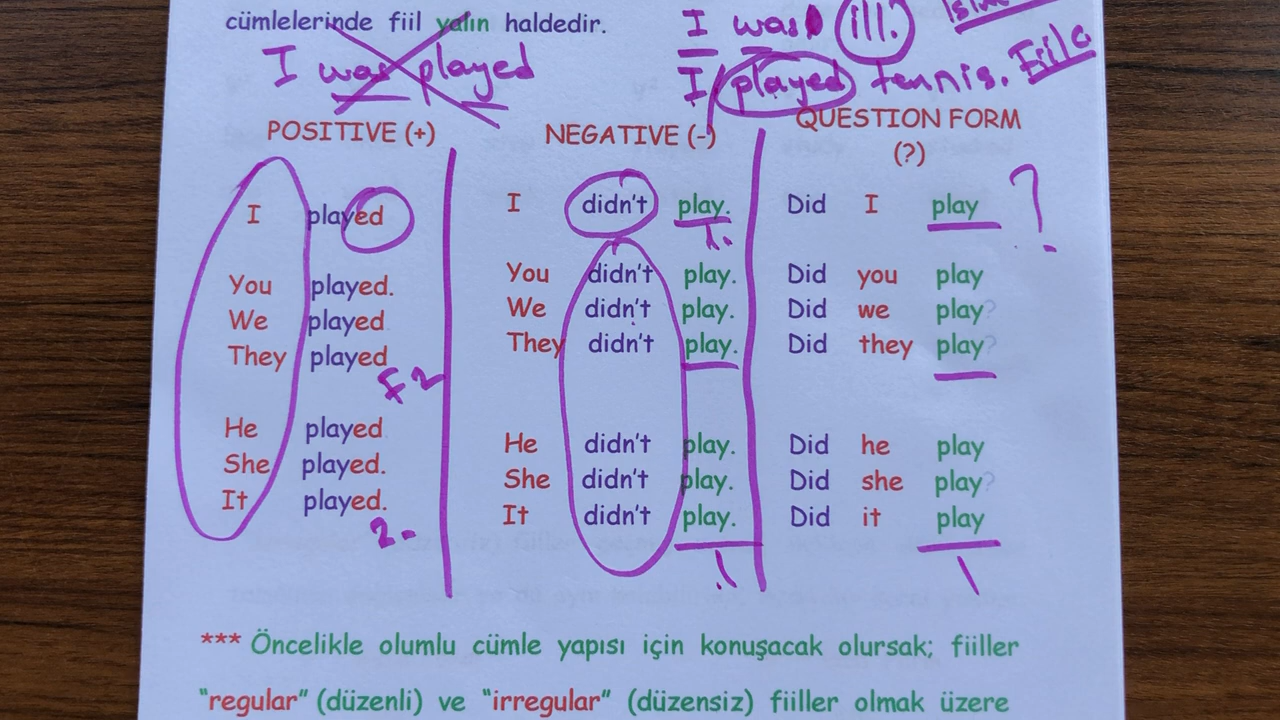 cümlelerinde fiil yalın haldedir.
I was ill.
I was played
I played tennis.
POSITIVE (+)
NEGATIVE (-)
QUESTION FORM
(?)
I played
I didn't play.
Did I play ?
1.
You played.
You didn't play.
Did you play
We played
We didn't play.
Did we play?
They played
They didn't play.
Did they play?
F2
He played
He didn't play.
Did he play
She played.
She didn't play.
Did she play?
It played.
It didn't play.
Did it play
2.
*** Öncelikle olumlu cümle yapısı için konuşacak olursak; fiiller
"regular" (düzenli) ve "irregular" (düzensiz) fiiller olmak üzere